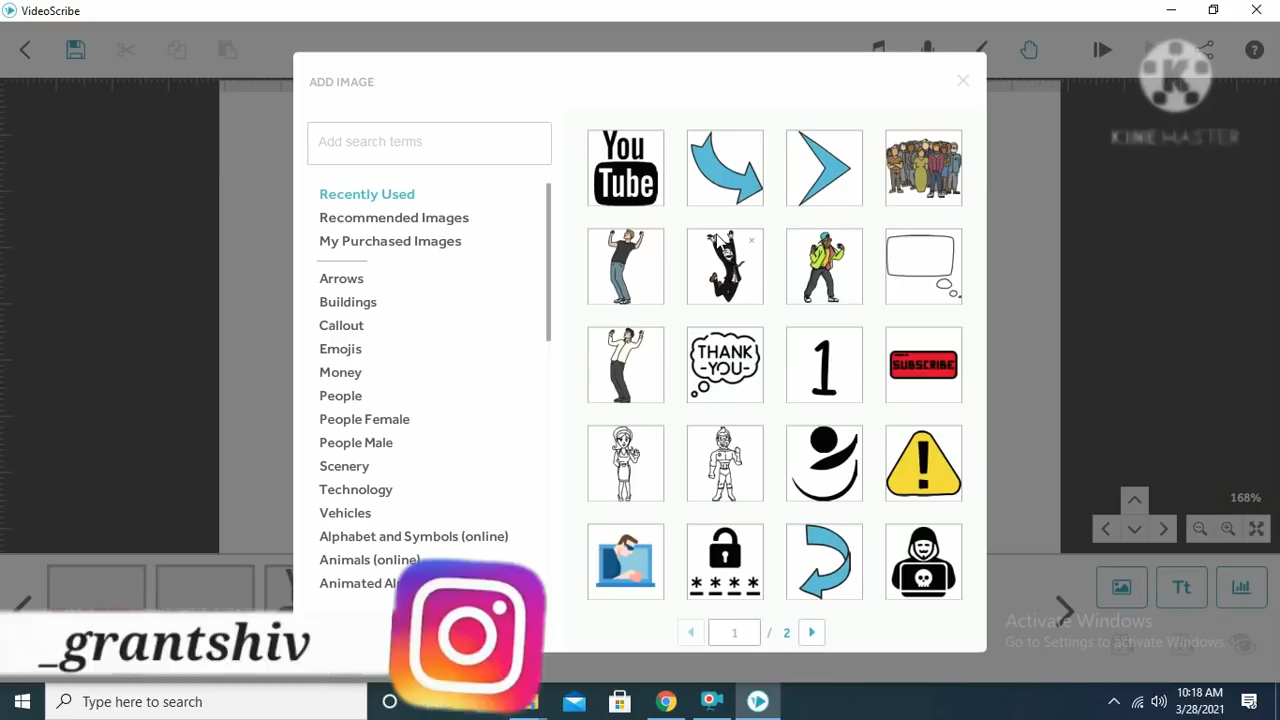 VideoScribe
ADD IMAGE
KINEMASTER
Add search terms
Recently Used
Recommended Images
My Purchased Images
Arrows
Buildings
Callout
Emojis
Money
People
People Female
People Male
Scenery
Technology
Vehicles
Alphabet and Symbols (online)
Animals (online)
You
Tube
THANK
-YOU-
1
SUBSCRIBE
!
* * * *
1 / 2
168%
Tt
Activate Windows
Go to Settings to activate Windows.
_grantshiv
Type here to search
10:18 AM
3/28/2021